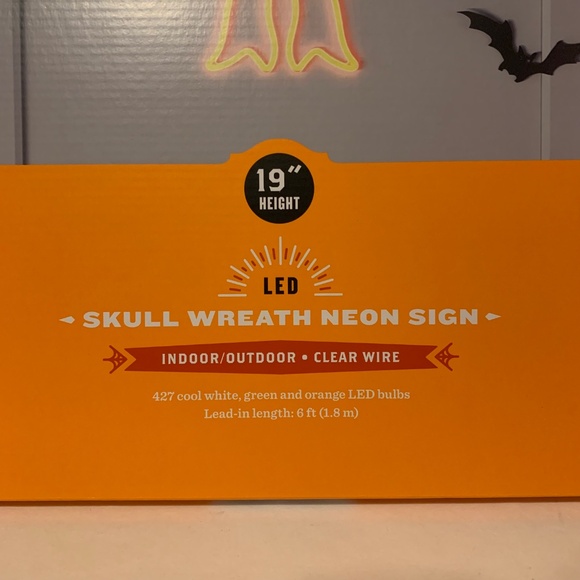 19"
HEIGHT
LED
SKULL WREATH NEON SIGN
INDOOR/OUTDOOR • CLEAR WIRE
427 cool white, green and orange LED bulbs
Lead-in length: 6 ft (1.8 m)